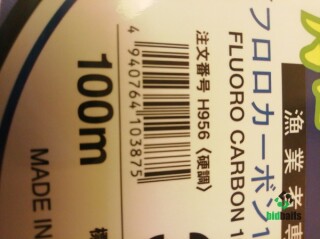 漁業者専
フロロカーボン1
FLUORO CARBON 1
注文番号 H956 〈硬調〉
4 940764 103875
100m
MADE IN
bidbaits